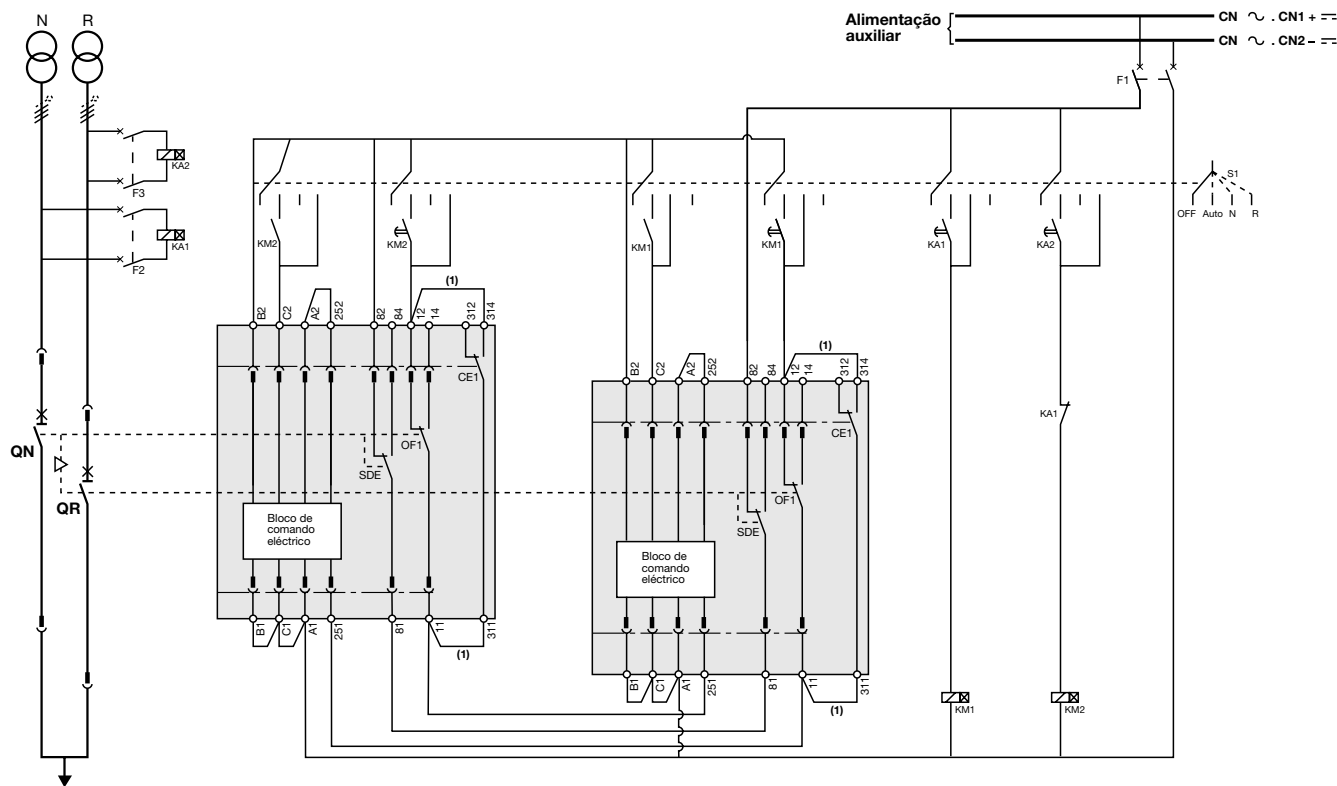 N
R
Alimentação
auxiliar
CN ∿ . CN1 + ⎓
CN ∿ . CN2 – ⎓
F1
KA2
F3
KA1
F2
S1
OFF
Auto
N
R
KM2
KM2
KM1
KM1
KA1
KA2
(1)
B2
C2
A2
252
82
84
12
14
312
314
(1)
B2
C2
A2
252
82
84
12
14
312
314
CE1
CE1
KA1
QN
OF1
SDE
QR
OF1
SDE
Bloco de
comando
eléctrico
Bloco de
comando
eléctrico
B1
C1
A1
251
81
11
311
(1)
B1
C1
A1
251
81
11
311
(1)
KM1
KM2